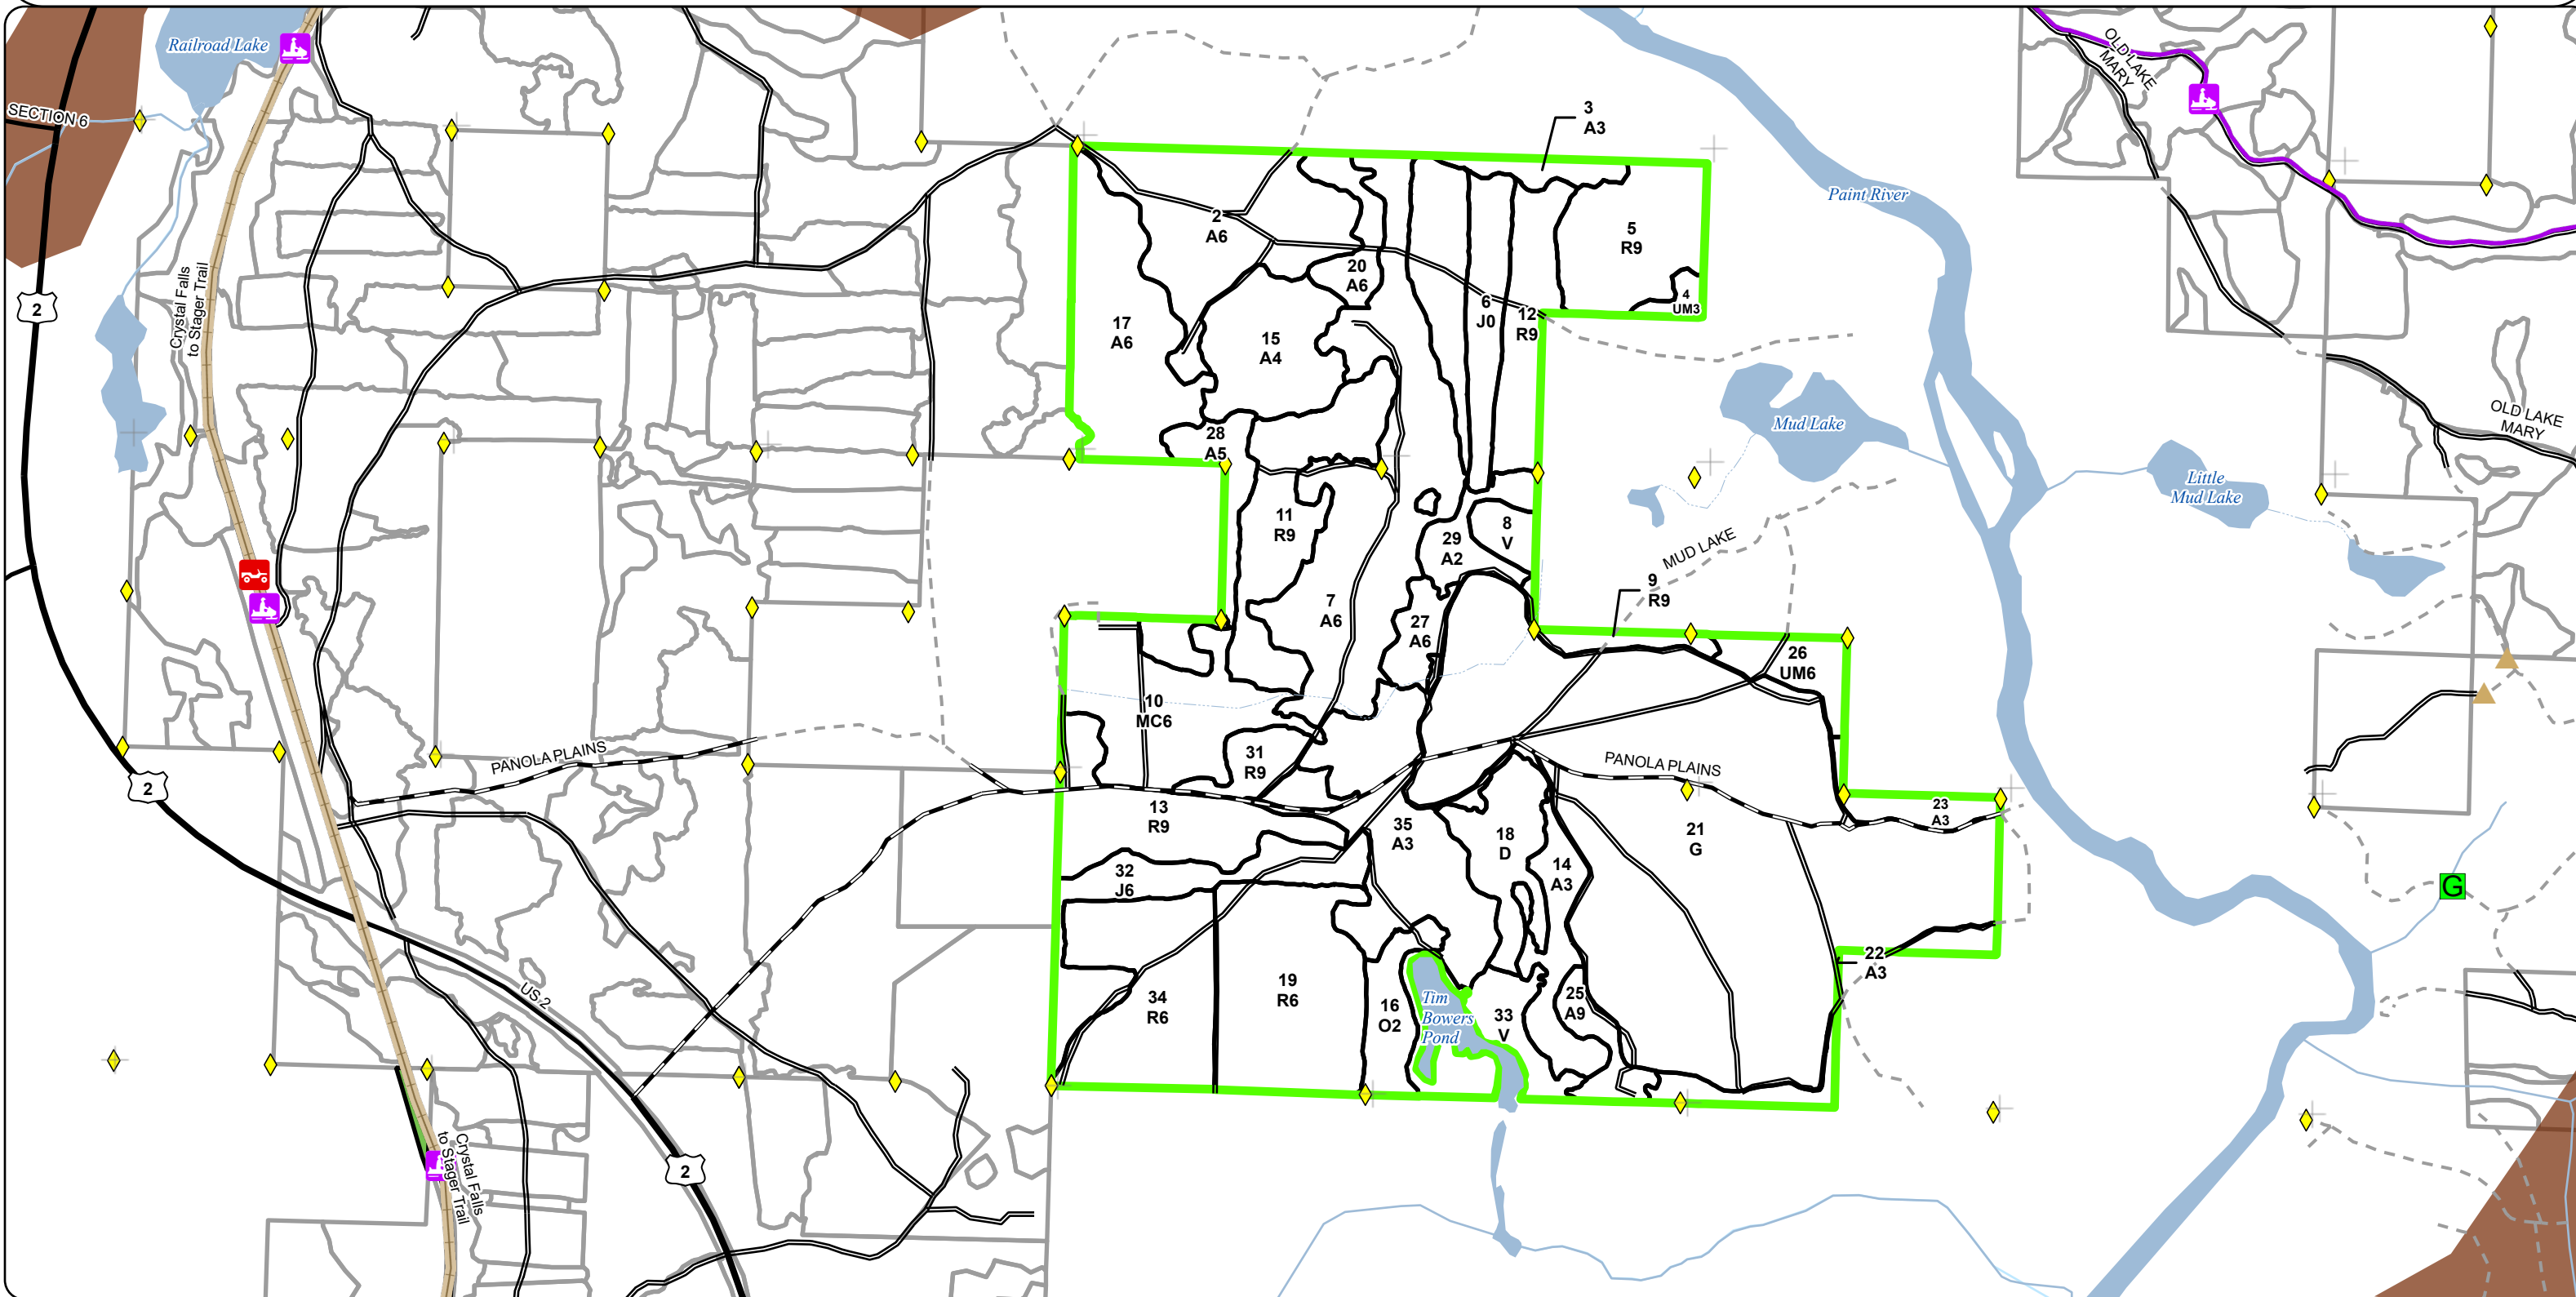 Railroad Lake
SECTION 6
2
Crystal Falls
to Stager Trail
OLD LAKE
MARY
Paint River
3
A3
2
A6
5
R9
20
A6
4
UM3
6
J0
12
R9
17
A6
15
A4
28
A5
Mud Lake
OLD LAKE
MARY
Little
Mud Lake
11
R9
8
V
29
A2
MUD LAKE
9
R9
7
A6
27
A6
26
UM6
10
MC6
31
R9
PANOLA PLAINS
PANOLA PLAINS
2
13
R9
23
A3
35
A3
18
D
21
G
14
A3
32
J6
G
22
A3
US 2
34
R6
19
R6
16
O2
Tim
Bowers
Pond
33
V
25
A9
2
Crystal Falls
to Stager Trail